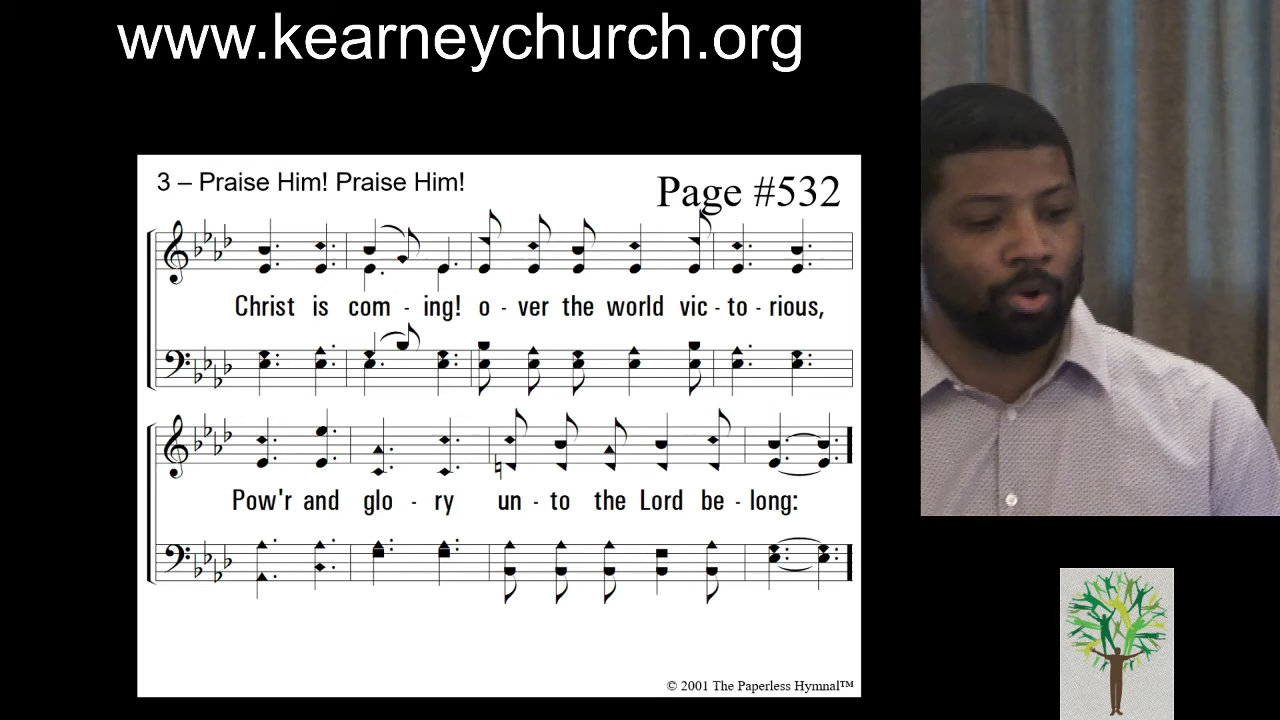 www.kearneychurch.org
3 – Praise Him! Praise Him!
Page #532
Christ is com - ing! o - ver the world vic - to - rious,
Pow'r and glo - ry un - to the Lord be - long:
© 2001 The Paperless Hymnal™